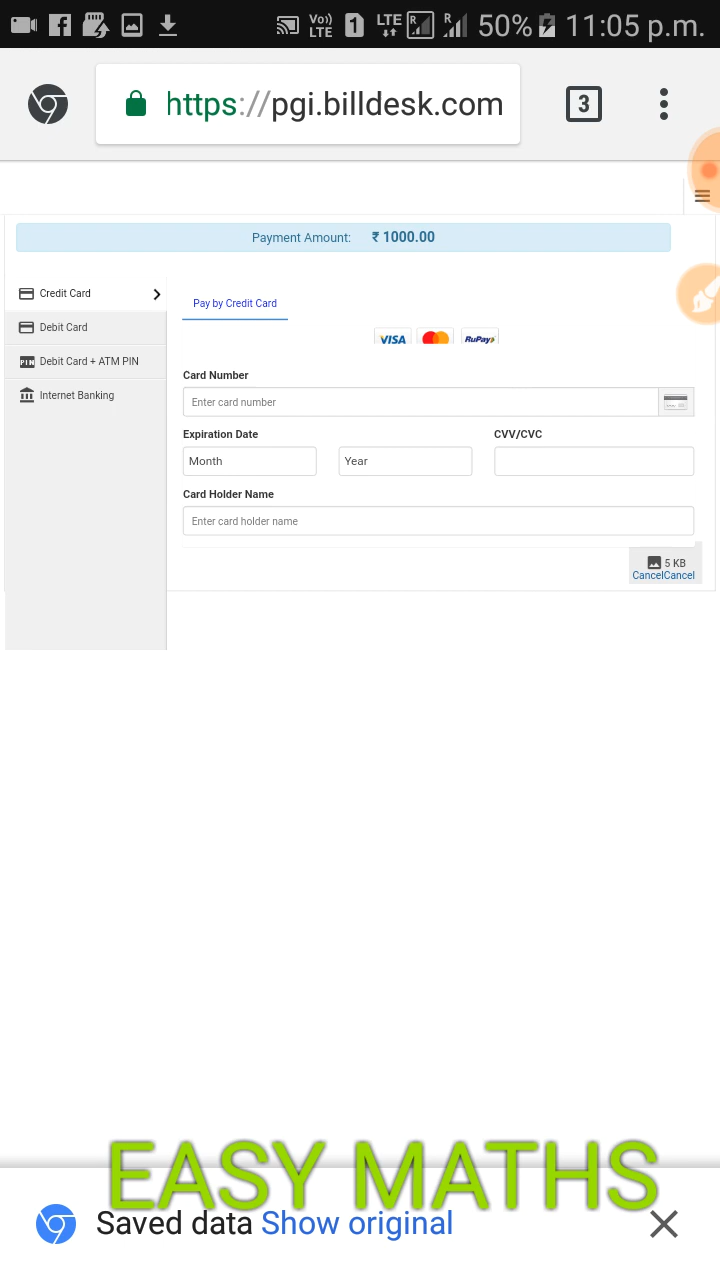 Vo))
LTE
1
LTE
R
R
50%
11:05 p.m.
https://pgi.billdesk.com
3
Payment Amount: ₹ 1000.00
Credit Card
Debit Card
PIN Debit Card + ATM PIN
Internet Banking
Pay by Credit Card
VISA
RuPay
Card Number
Enter card number
Expiration Date
CVV/CVC
Month
Year
Card Holder Name
Enter card holder name
5 KB
CancelCancel
EASY MATHS
Saved data Show original